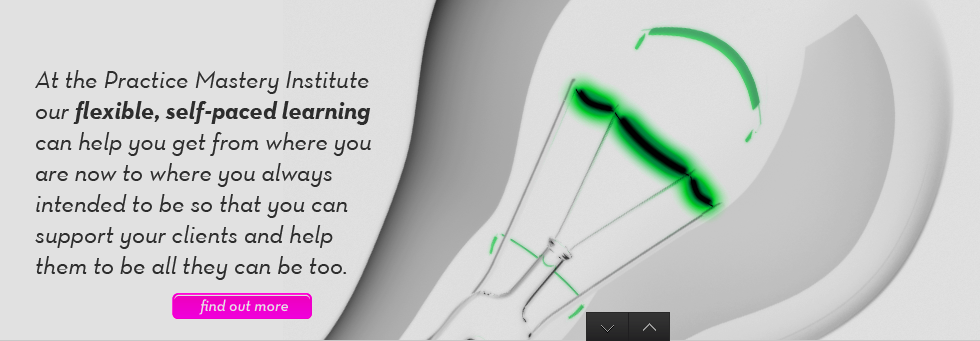 At the Practice Mastery Institute
our flexible, self-paced learning
can help you get from where you
are now to where you always
intended to be so that you can
support your clients and help
them to be all they can be too.
find out more